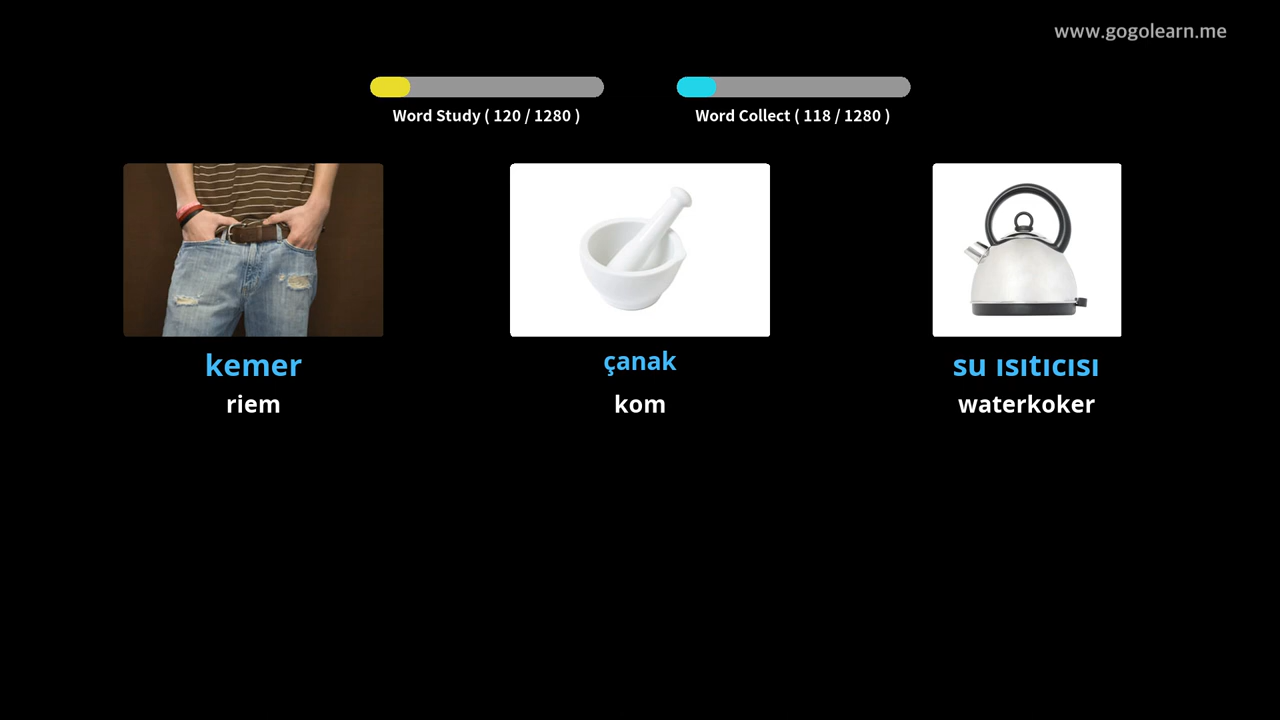 www.gogolearn.me
Word Study ( 120 / 1280 )
Word Collect ( 118 / 1280 )
kemer
riem
çanak
kom
su ısıtıcısı
waterkoker